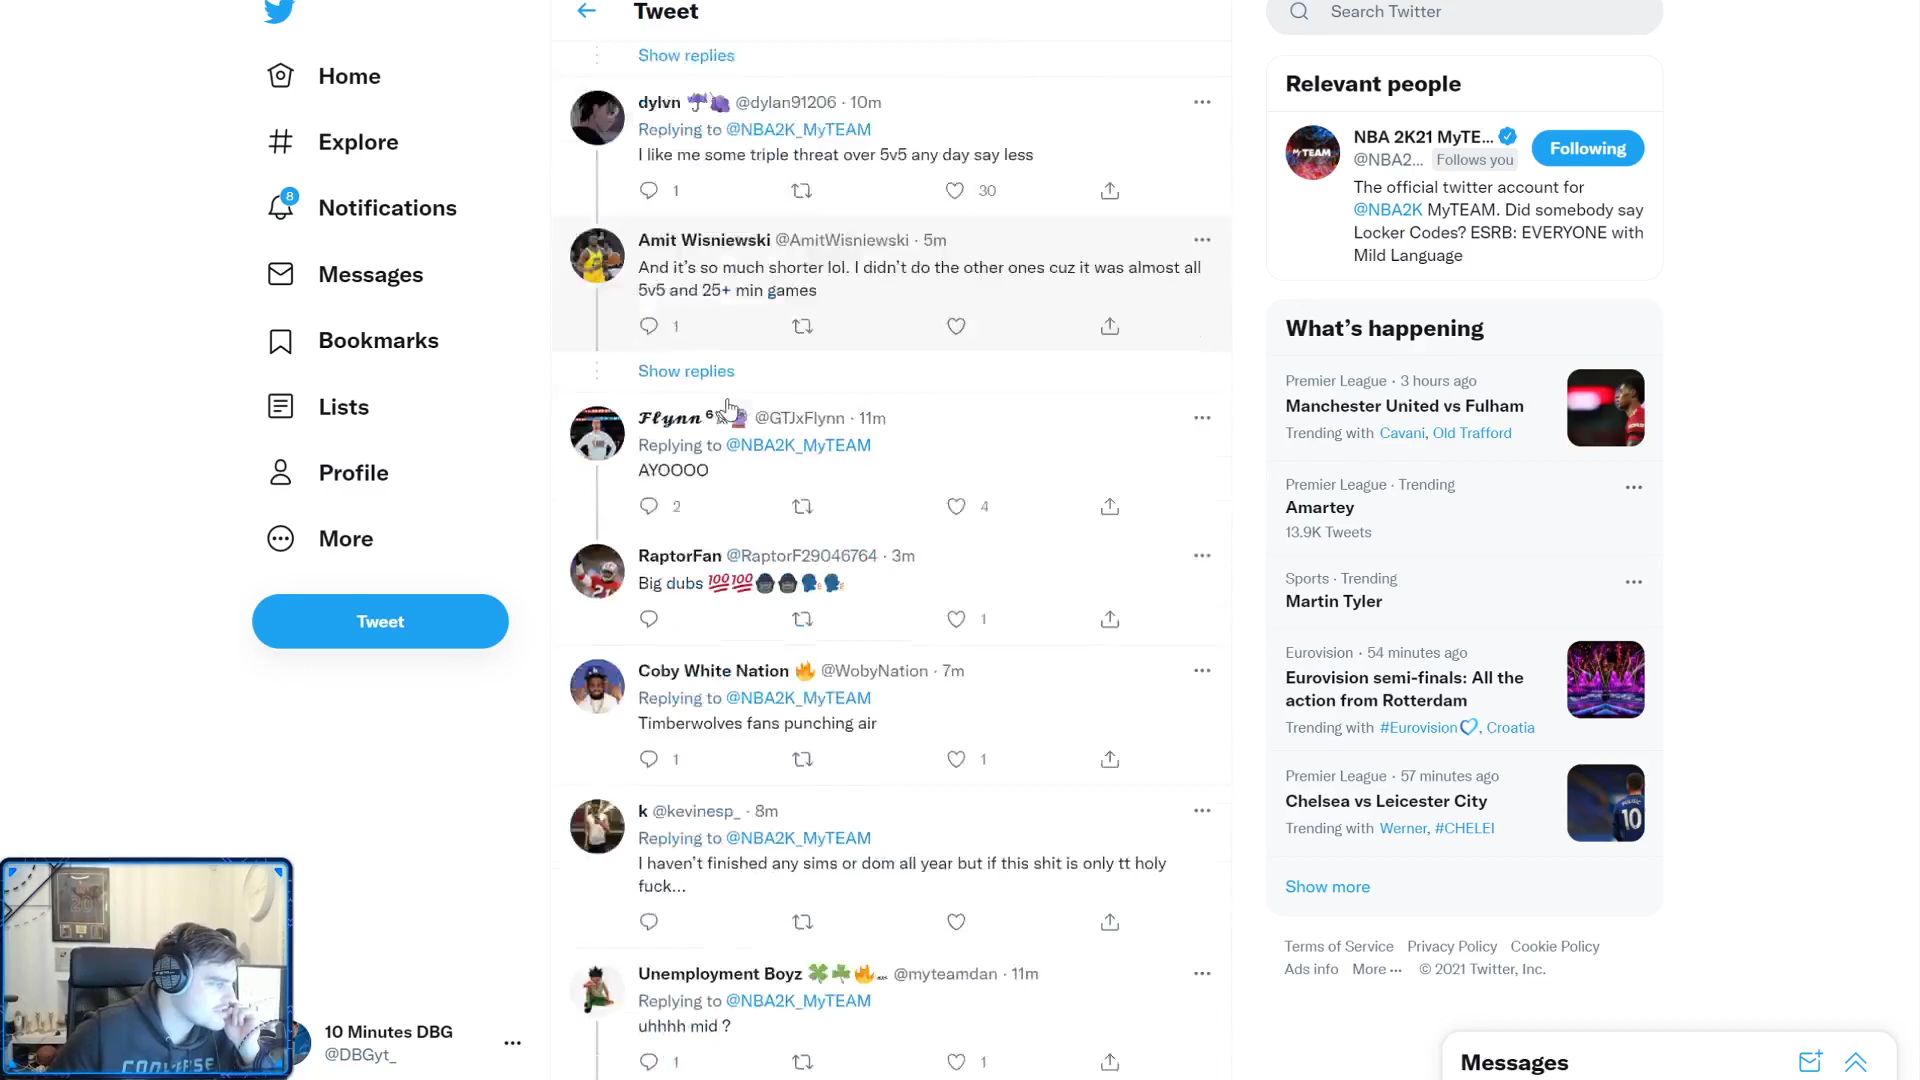 Home
Explore
8
Notifications
Messages
Bookmarks
Lists
Profile
More
Tweet
10 Minutes DBG
@DBGyt_
Tweet
Show replies
dylvn @dylan91206 · 10m
Replying to @NBA2K_MyTEAM
I like me some triple threat over 5v5 any day say less
1 30
Amit Wisniewski @AmitWisniewski · 5m
And it's so much shorter lol. I didn't do the other ones cuz it was almost all
5v5 and 25+ min games
1
Show replies
𝓕𝓵𝔂𝓷𝓷 ⁶ @GTJxFlynn · 11m
Replying to @NBA2K_MyTEAM
AYOOOO
2 4
RaptorFan @RaptorF29046764 · 3m
Big dubs 💯💯
1
Coby White Nation 🔥 @WobyNation · 7m
Replying to @NBA2K_MyTEAM
Timberwolves fans punching air
1 1
k @kevinesp_ · 8m
Replying to @NBA2K_MyTEAM
I haven't finished any sims or dom all year but if this shit is only tt holy
fuck...
Unemployment Boyz 🍀☘🔥 @myteamdan · 11m
Replying to @NBA2K_MyTEAM
uhhhh mid ?
1 1
Search Twitter
Relevant people
NBA 2K21 MyTE...
@NBA2... Follows you
Following
The official twitter account for
@NBA2K MyTEAM. Did somebody say
Locker Codes? ESRB: EVERYONE with
Mild Language
What's happening
Premier League · 3 hours ago
Manchester United vs Fulham
Trending with Cavani, Old Trafford
Premier League · Trending
Amartey
13.9K Tweets
Sports · Trending
Martin Tyler
Eurovision · 54 minutes ago
Eurovision semi-finals: All the
action from Rotterdam
Trending with #Eurovision, Croatia
Premier League · 57 minutes ago
Chelsea vs Leicester City
Trending with Werner, #CHELEI
10
Show more
Terms of Service Privacy Policy Cookie Policy
Ads info More ··· © 2021 Twitter, Inc.
Messages